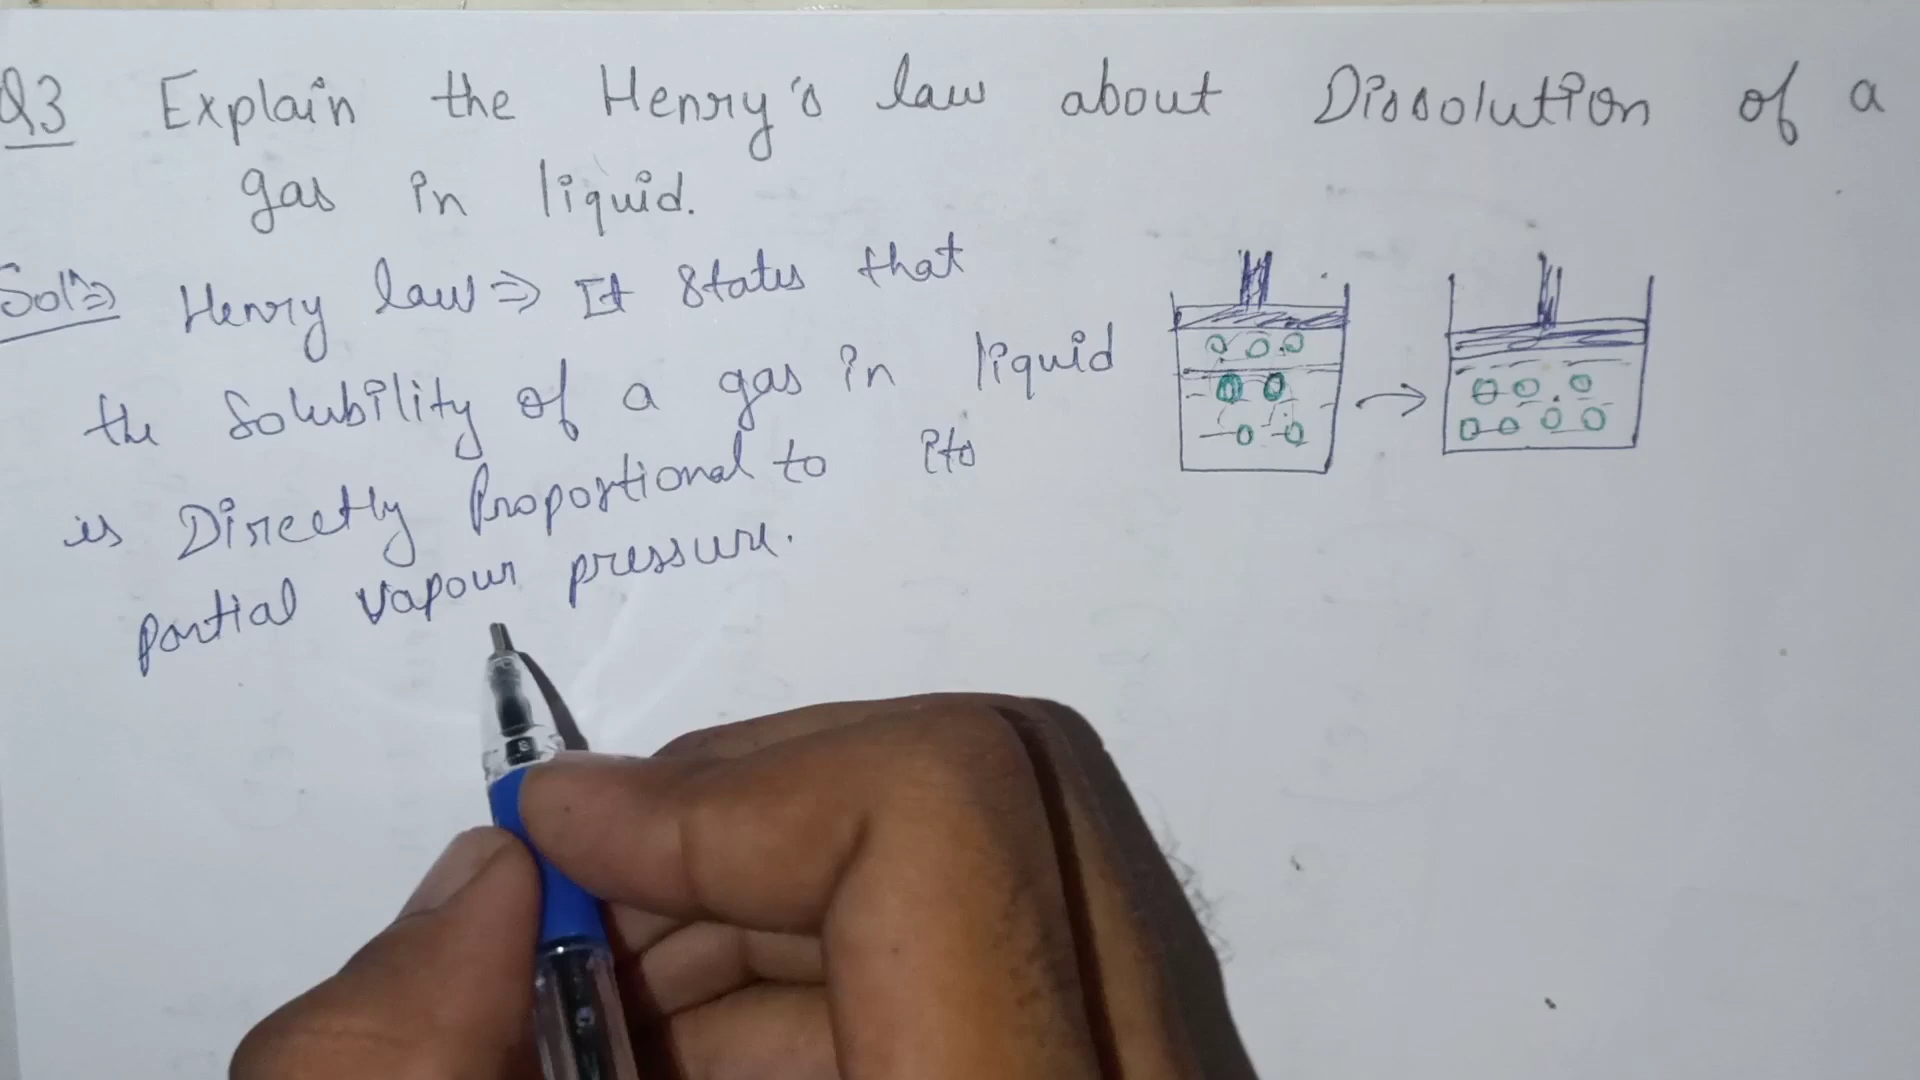 Q3 Explain the Henry's law about Dissolution of a
gas in liquid.
Solⁿ⇒ Henry law ⇒ It states that
the Solubility of a gas in liquid
is Directly Proportional to its
partial vapour pressure.